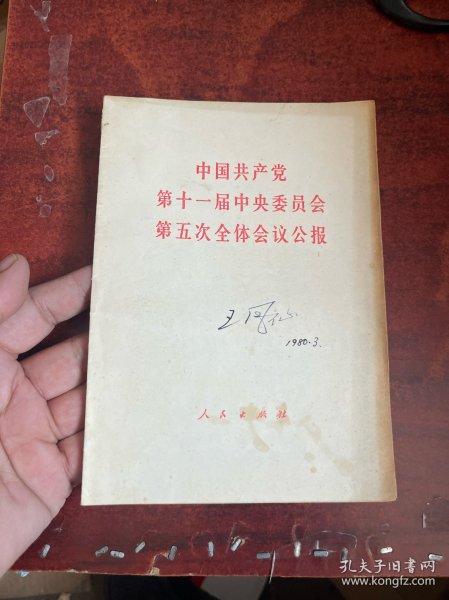 中国共产党
第十一届中央委员会
第五次全体会议公报
王
1980.3.
人民出版社
孔夫子旧书网
www.kongfz.com